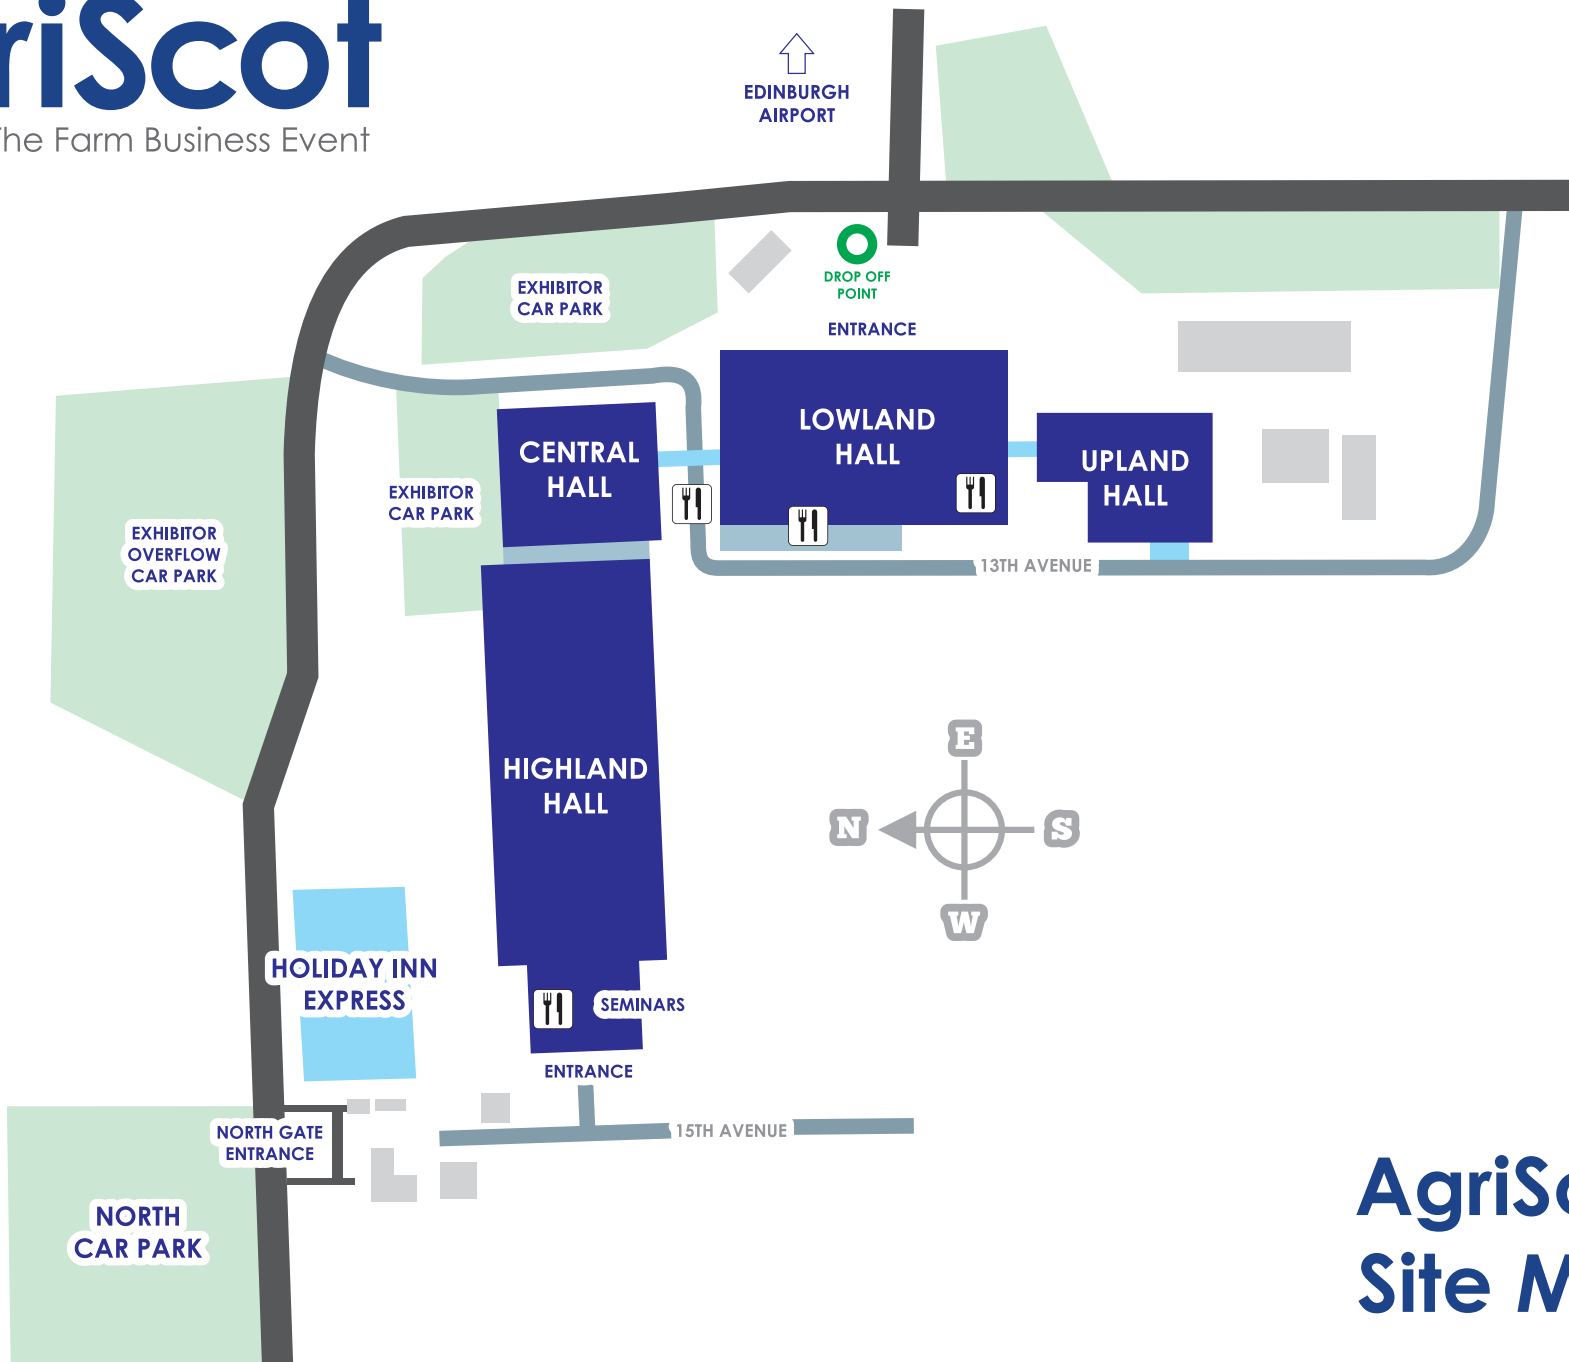 riScot
The Farm Business Event
EDINBURGH
AIRPORT
DROP OFF
POINT
ENTRANCE
EXHIBITOR
CAR PARK
LOWLAND
HALL
CENTRAL
HALL
UPLAND
HALL
EXHIBITOR
CAR PARK
EXHIBITOR
OVERFLOW
CAR PARK
13TH AVENUE
HIGHLAND
HALL
E
N
S
W
HOLIDAY INN
EXPRESS
SEMINARS
ENTRANCE
NORTH GATE
ENTRANCE
15TH AVENUE
NORTH
CAR PARK
AgriSc
Site M